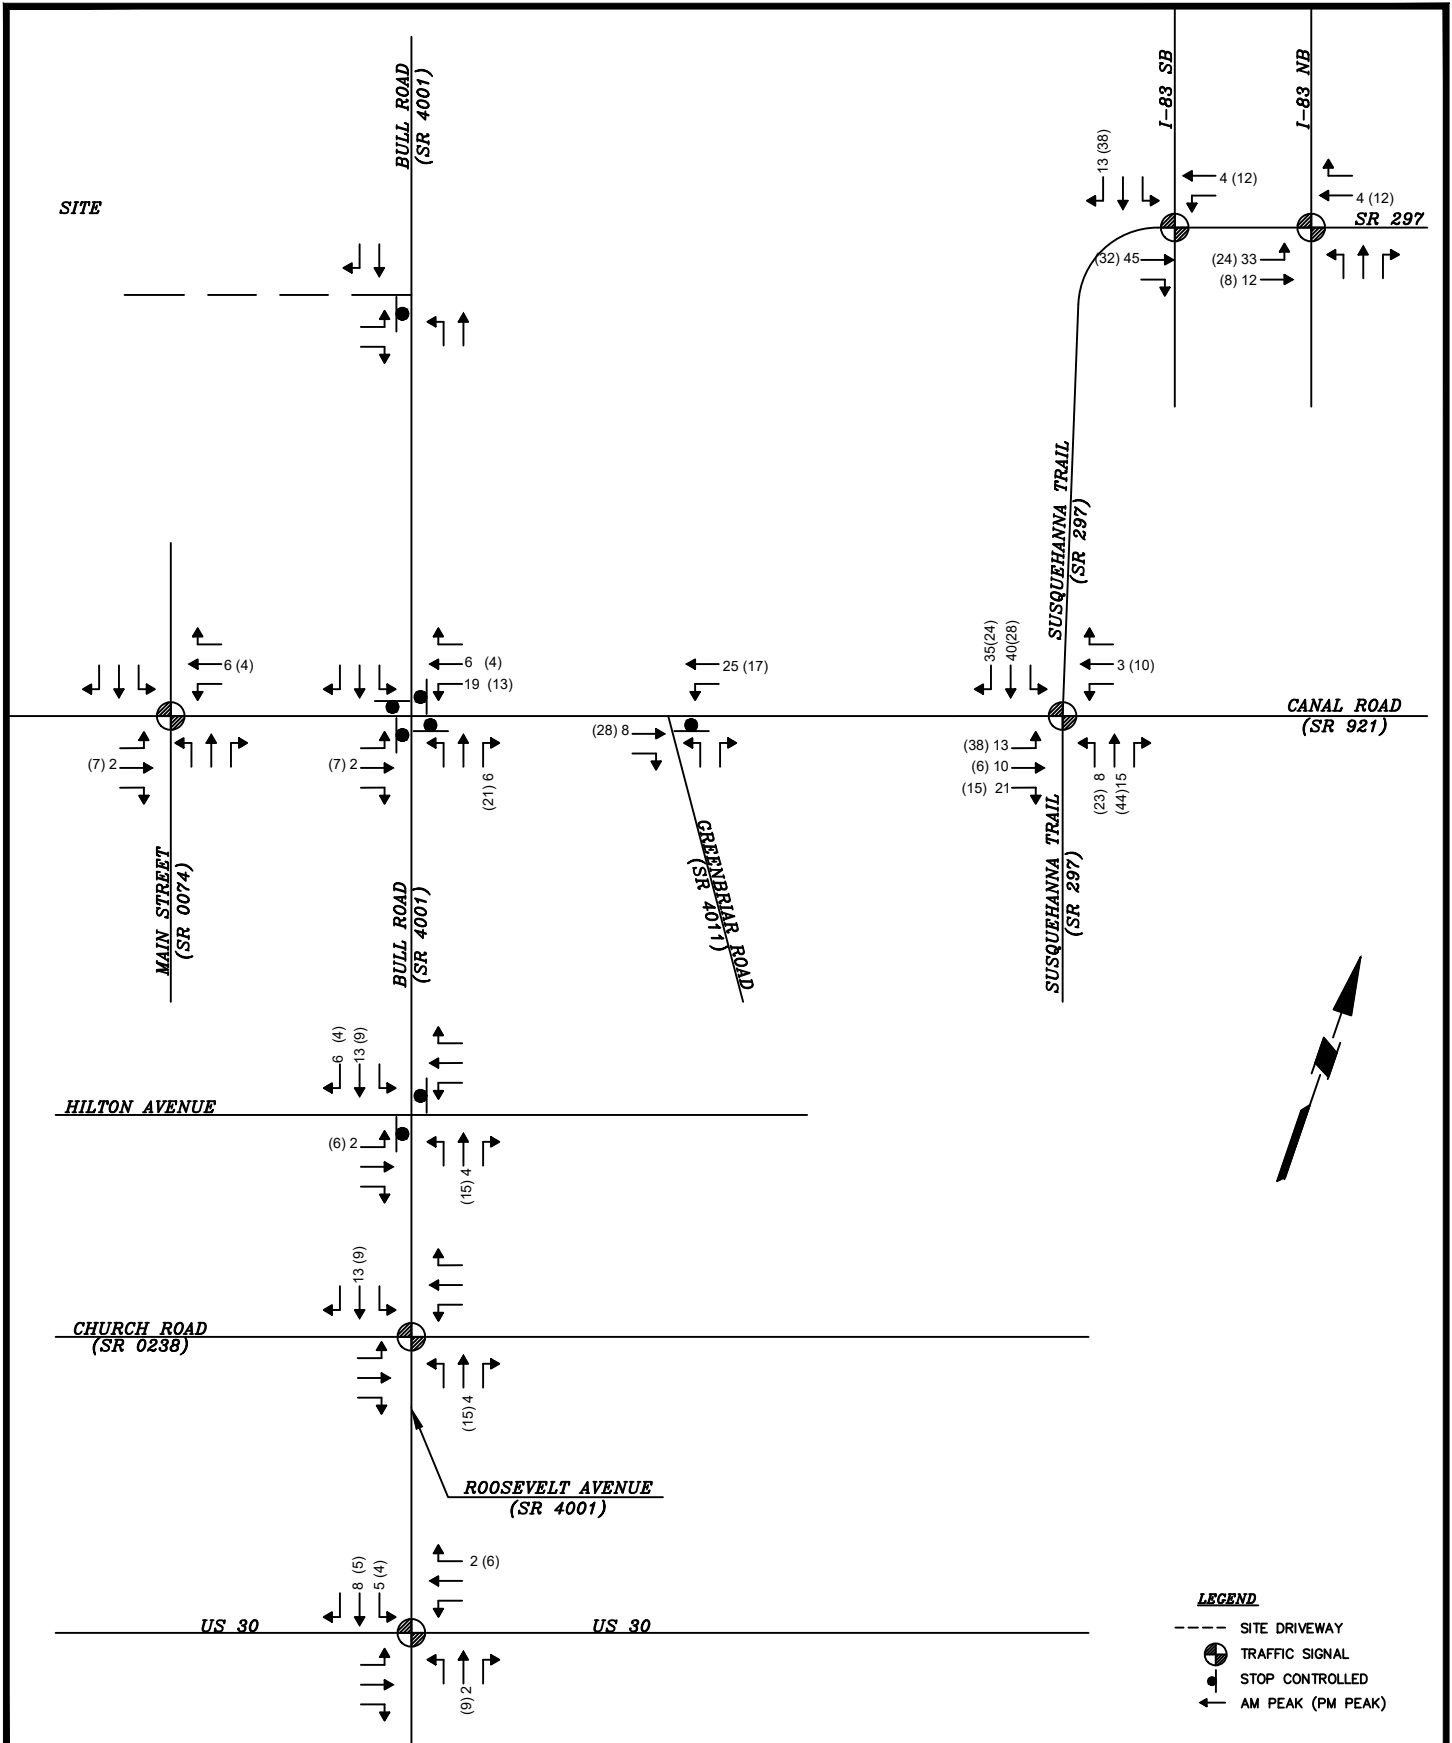 BULL ROAD
(SR 4001)
I-83 SB
I-83 NB
SITE
13 (38)
4 (12)
4 (12)
SR 297
(32) 45
(24) 33
(8) 12
SUSQUEHANNA TRAIL
(SR 297)
6 (4)
6 (4)
19 (13)
25 (17)
35(24)
40(28)
3 (10)
CANAL ROAD
(SR 921)
(7) 2
(7) 2
(21) 6
(28) 8
(38) 13
(6) 10
(15) 21
(23) 8
(44)15
MAIN STREET
(SR 0074)
BULL ROAD
(SR 4001)
GREENBRIAR ROAD
(SR 4011)
SUSQUEHANNA TRAIL
(SR 297)
6 (4)
13 (9)
HILTON AVENUE
(6) 2
(15) 4
13 (9)
CHURCH ROAD
(SR 0238)
(15) 4
ROOSEVELT AVENUE
(SR 4001)
8 (5)
5 (4)
2 (6)
US 30
US 30
(9) 2
LEGEND
SITE DRIVEWAY
TRAFFIC SIGNAL
STOP CONTROLLED
AM PEAK (PM PEAK)